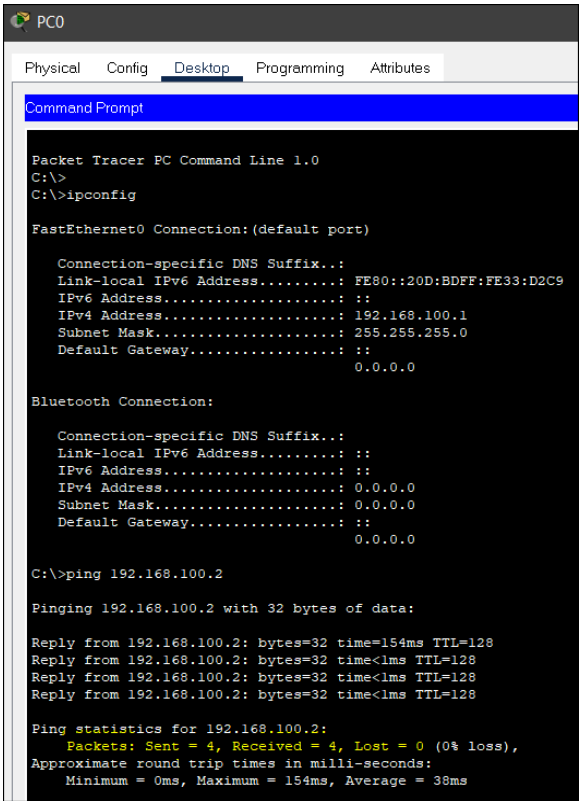 PC0
Physical Config Desktop Programming Attributes
Command Prompt
Packet Tracer PC Command Line 1.0
C:\>
C:\>ipconfig
FastEthernet0 Connection:(default port)
Connection-specific DNS Suffix..:
Link-local IPv6 Address.........: FE80::20D:BDFF:FE33:D2C9
IPv6 Address....................: ::
IPv4 Address....................: 192.168.100.1
Subnet Mask.....................: 255.255.255.0
Default Gateway.................: ::
0.0.0.0
Bluetooth Connection:
Connection-specific DNS Suffix..:
Link-local IPv6 Address.........: ::
IPv6 Address....................: ::
IPv4 Address....................: 0.0.0.0
Subnet Mask.....................: 0.0.0.0
Default Gateway.................: ::
0.0.0.0
C:\>ping 192.168.100.2
Pinging 192.168.100.2 with 32 bytes of data:
Reply from 192.168.100.2: bytes=32 time=154ms TTL=128
Reply from 192.168.100.2: bytes=32 time<1ms TTL=128
Reply from 192.168.100.2: bytes=32 time<1ms TTL=128
Reply from 192.168.100.2: bytes=32 time<1ms TTL=128
Ping statistics for 192.168.100.2:
Packets: Sent = 4, Received = 4, Lost = 0 (0% loss),
Approximate round trip times in milli-seconds:
Minimum = 0ms, Maximum = 154ms, Average = 38ms